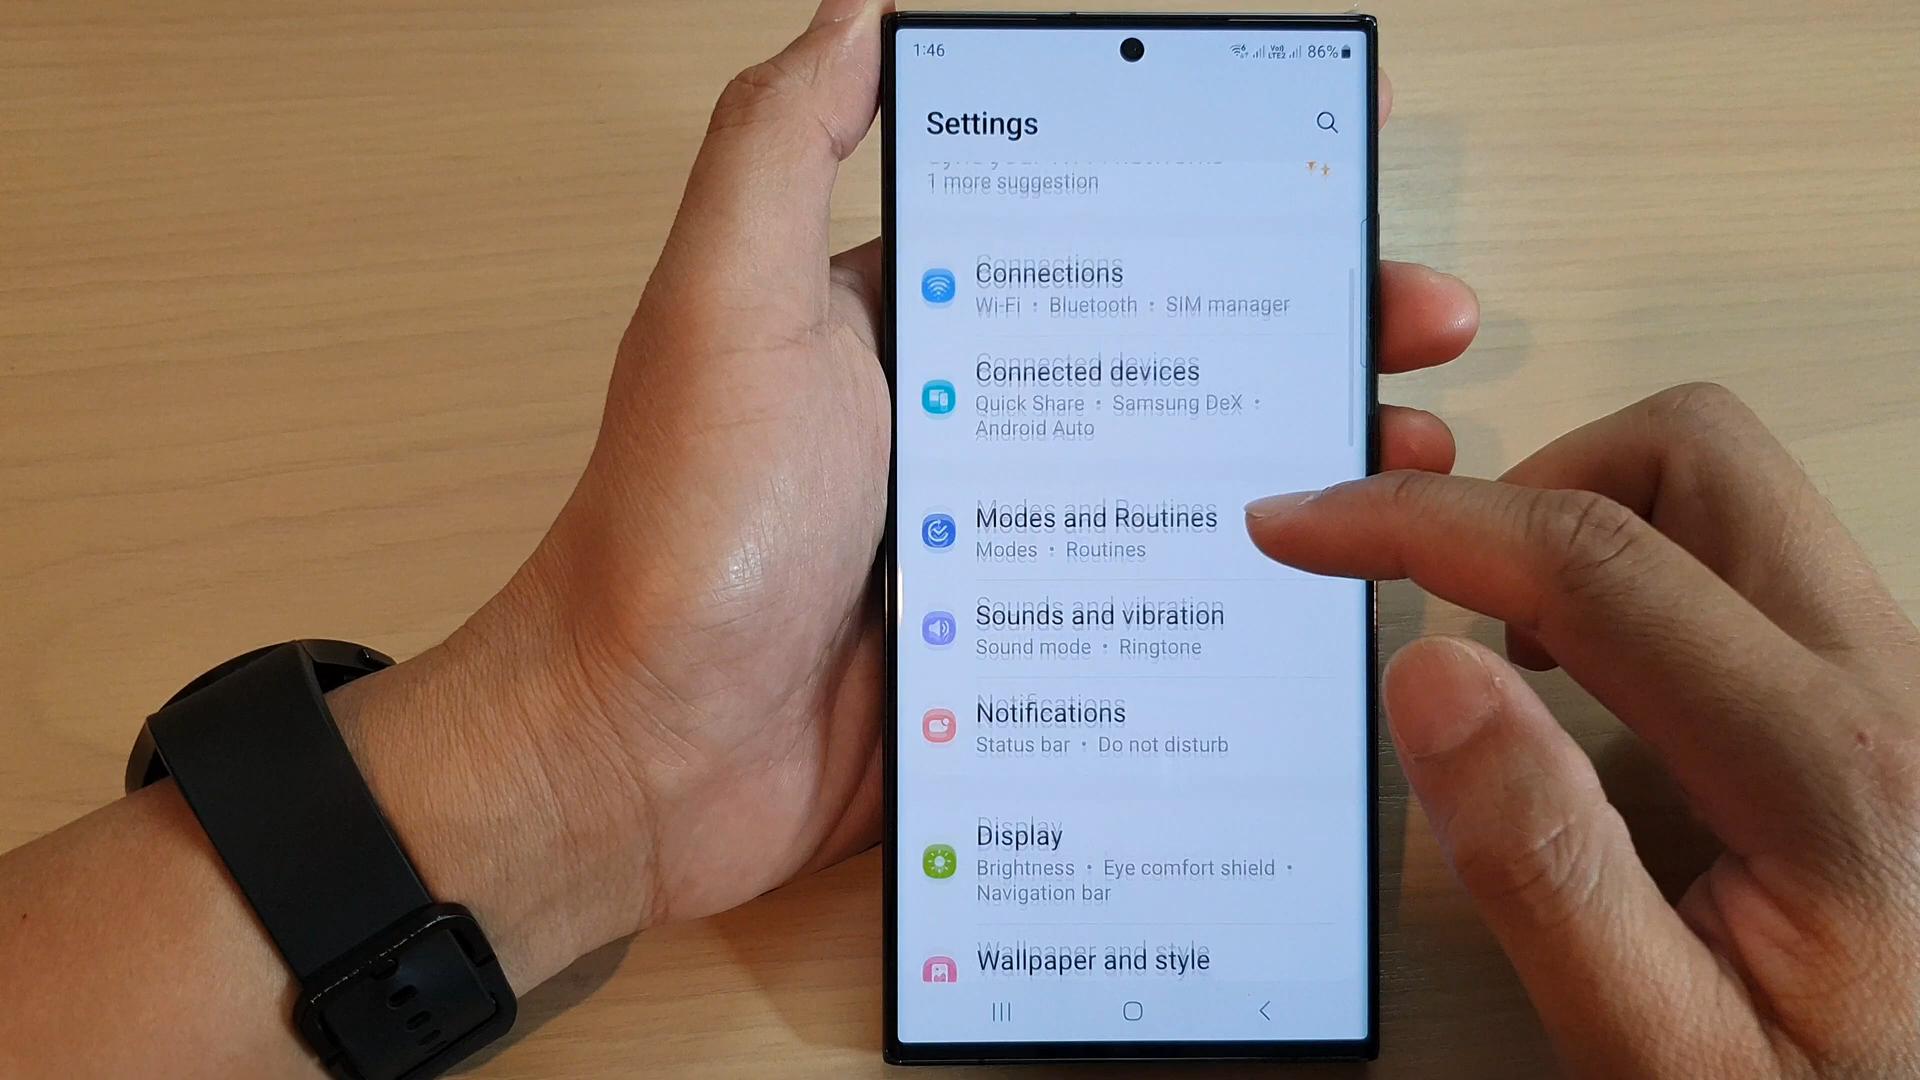 1:46
Vo))
LTE2
86%
Settings
1 more suggestion
Connections
Wi-Fi • Bluetooth • SIM manager
Connected devices
Quick Share • Samsung DeX •
Android Auto
Modes and Routines
Modes • Routines
Sounds and vibration
Sound mode • Ringtone
Notifications
Status bar • Do not disturb
Display
Brightness • Eye comfort shield •
Navigation bar
Wallpaper and style